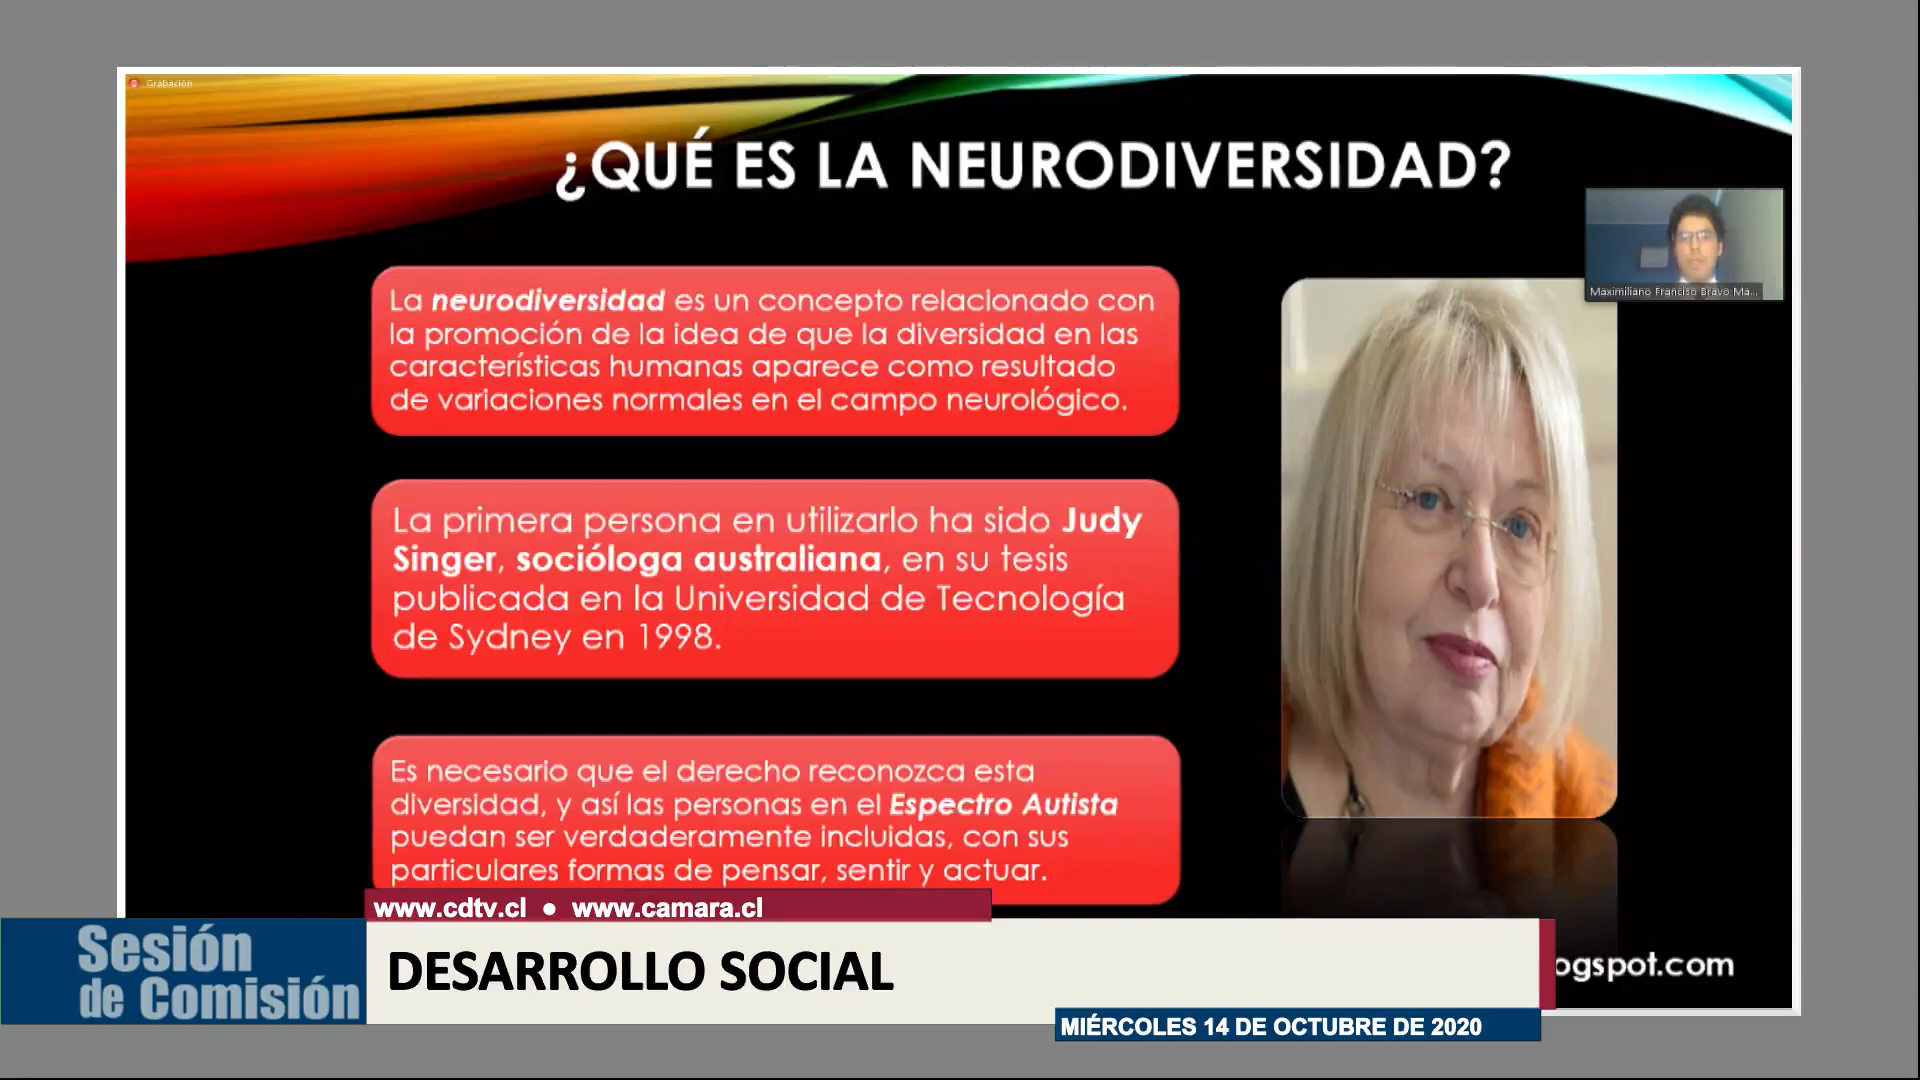 Grabación
¿QUÉ ES LA NEURODIVERSIDAD?
Maximiliano Franciso Bravo Ma...
La neurodiversidad es un concepto relacionado con
la promoción de la idea de que la diversidad en las
características humanas aparece como resultado
de variaciones normales en el campo neurológico.
La primera persona en utilizarlo ha sido Judy
Singer, socióloga australiana, en su tesis
publicada en la Universidad de Tecnología
de Sydney en 1998.
Es necesario que el derecho reconozca esta
diversidad, y así las personas en el Espectro Autista
puedan ser verdaderamente incluidas, con sus
particulares formas de pensar, sentir y actuar.
www.cdtv.cl • www.camara.cl
Sesión
de Comisión
DESARROLLO SOCIAL
ogspot.com
MIÉRCOLES 14 DE OCTUBRE DE 2020